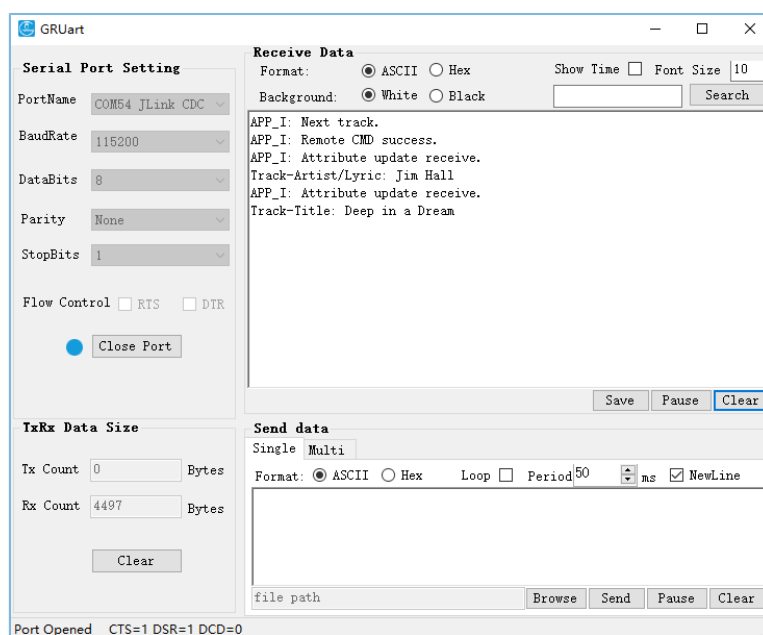 GRUart
Serial Port Setting
PortName COM54 JLink CDC
BaudRate 115200
DataBits 8
Parity None
StopBits 1
Flow Control RTS DTR
Close Port
Receive Data
Format: ASCII Hex Show Time Font Size 10
Background: White Black Search
APP_I: Next track.
APP_I: Remote CMD success.
APP_I: Attribute update receive.
Track-Artist/Lyric: Jim Hall
APP_I: Attribute update receive.
Track-Title: Deep in a Dream
Save Pause Clear
TxRx Data Size
Tx Count 0 Bytes
Rx Count 4497 Bytes
Clear
Send data
Single Multi
Format: ASCII Hex Loop Period 50 ms NewLine
file path Browse Send Pause Clear
Port Opened CTS=1 DSR=1 DCD=0